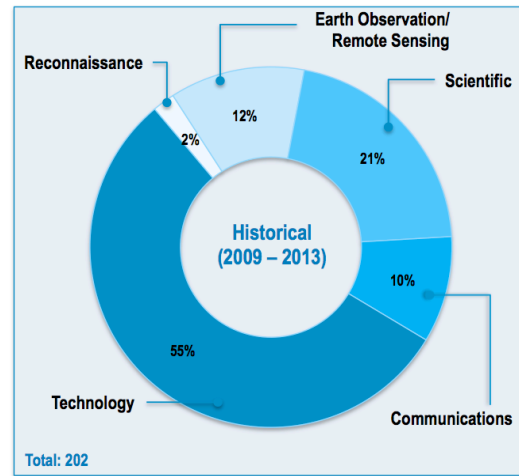 Earth Observation/
Remote Sensing
Reconnaissance
Scientific
12%
2%
21%
Historical
(2009 – 2013)
10%
55%
Technology
Communications
Total: 202